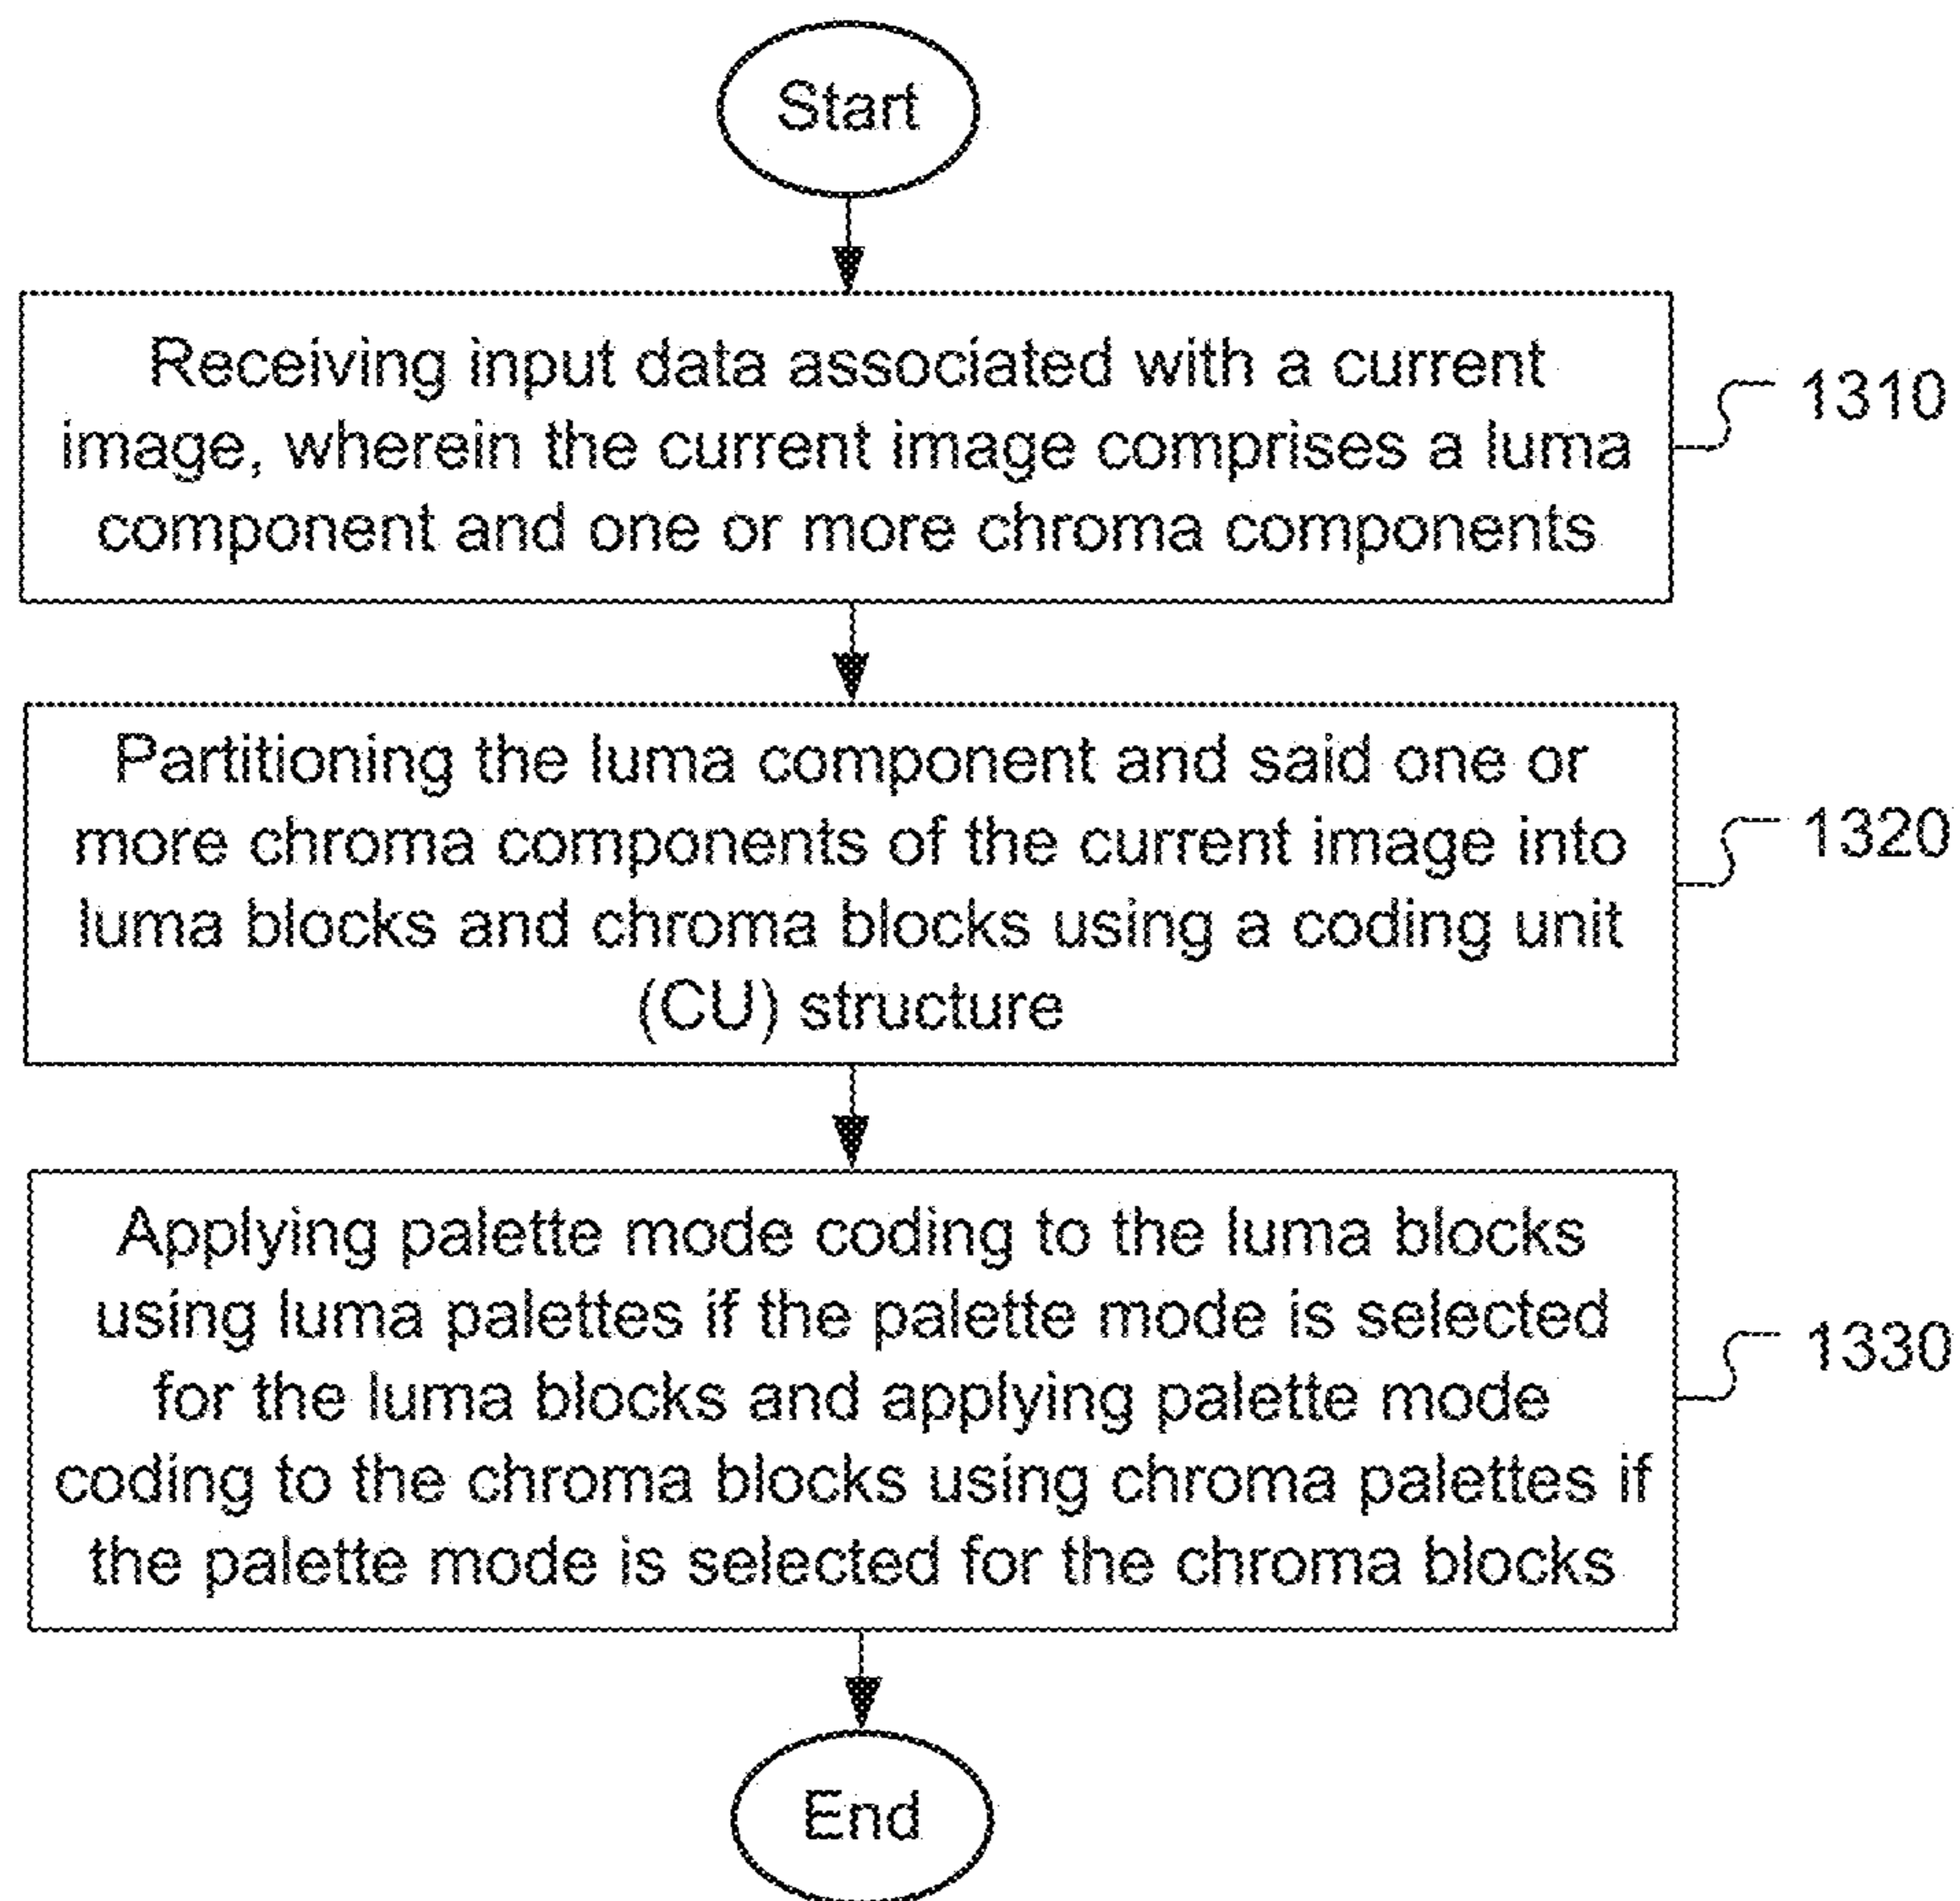 Start
Receiving input data associated with a current
image, wherein the current image comprises a luma
component and one or more chroma components
1310
Partitioning the luma component and said one or
more chroma components of the current image into
luma blocks and chroma blocks using a coding unit
(CU) structure
1320
Applying palette mode coding to the luma blocks
using luma palettes if the palette mode is selected
for the luma blocks and applying palette mode
coding to the chroma blocks using chroma palettes if
the palette mode is selected for the chroma blocks
1330
End